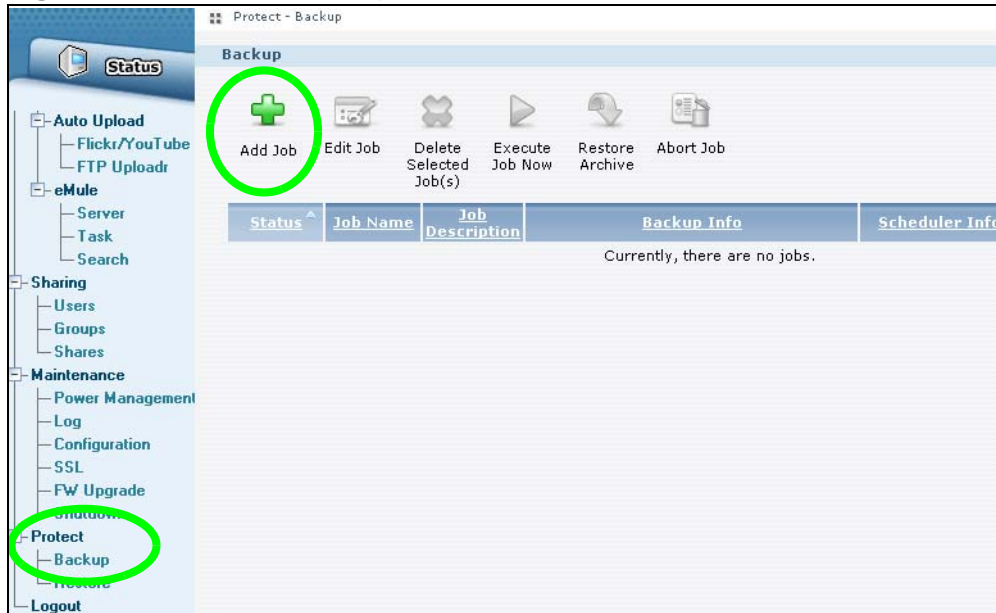 Protect - Backup
Status
Backup
Add Job
Edit Job
Delete Selected Job(s)
Execute Job Now
Restore Archive
Abort Job
Status
Job Name
Job Description
Backup Info
Scheduler Info
Currently, there are no jobs.
Auto Upload
Flickr/YouTube
FTP Uploadr
eMule
Server
Task
Search
Sharing
Users
Groups
Shares
Maintenance
Power Management
Log
Configuration
SSL
FW Upgrade
Shutdown
Protect
Backup
Restore
Logout